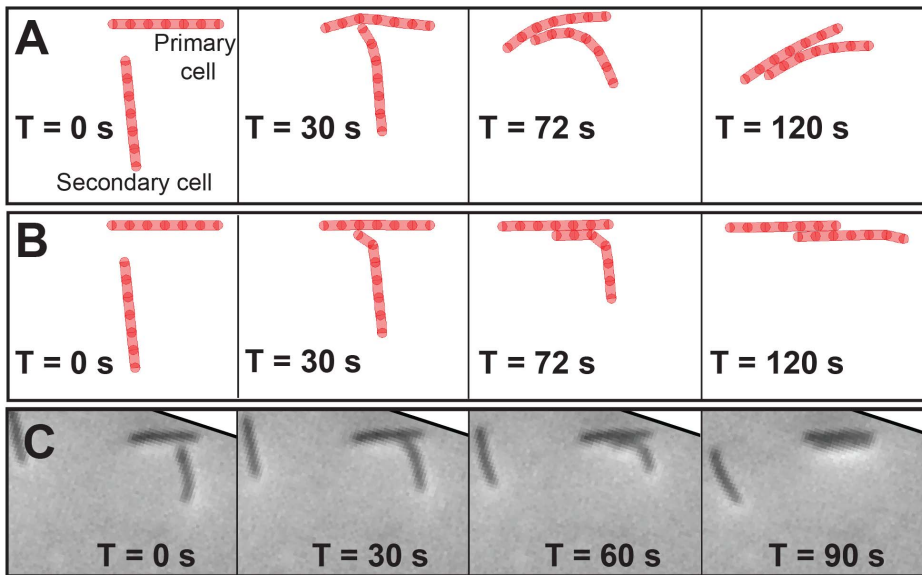 A
Primary
cell
T = 0 s
T = 30 s
T = 72 s
T = 120 s
Secondary cell
B
T = 0 s
T = 30 s
T = 72 s
T = 120 s
C
T = 0 s
T = 30 s
T = 60 s
T = 90 s